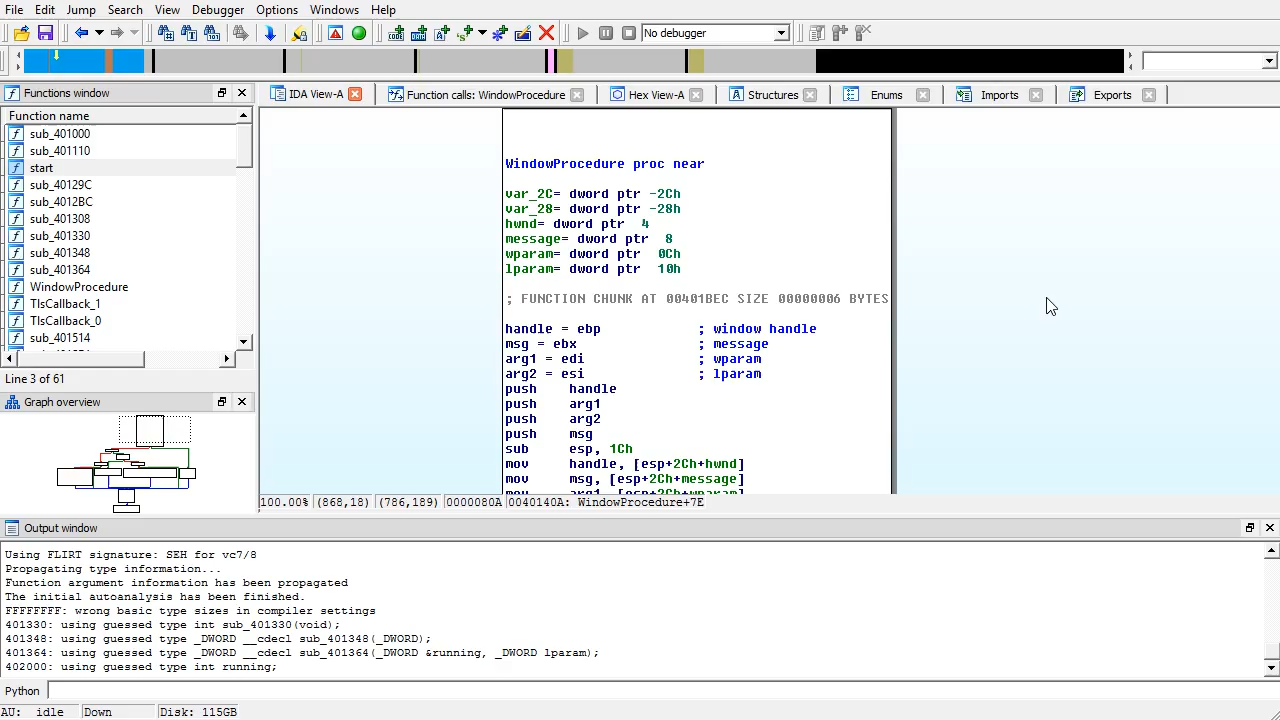 File Edit Jump Search View Debugger Options Windows Help
No debugger
Functions window
IDA View-A
Function calls: WindowProcedure
Hex View-A
Structures
Enums
Imports
Exports
Function name
sub_401000
sub_401110
start
sub_40129C
sub_4012BC
sub_401308
sub_401330
sub_401348
sub_401364
WindowProcedure
TlsCallback_1
TlsCallback_0
sub_401514
Line 3 of 61
Graph overview
WindowProcedure proc near
var_2C= dword ptr -2Ch
var_28= dword ptr -28h
hwnd= dword ptr  4
message= dword ptr  8
wparam= dword ptr  0Ch
lparam= dword ptr  10h
; FUNCTION CHUNK AT 00401BEC SIZE 00000006 BYTES
handle = ebp ; window handle
msg = ebx ; message
arg1 = edi ; wparam
arg2 = esi ; lparam
push handle
push arg1
push arg2
push msg
sub esp, 1Ch
mov handle, [esp+2Ch+hwnd]
mov msg, [esp+2Ch+message]
mov arg1, [esp+2Ch+wparam]
100.00% (868,18) (786,189) 0000080A 0040140A: WindowProcedure+7E
Output window
Using FLIRT signature: SEH for vc7/8
Propagating type information...
Function argument information has been propagated
The initial autoanalysis has been finished.
FFFFFFFF: wrong basic type sizes in compiler settings
401330: using guessed type int sub_401330(void);
401348: using guessed type _DWORD __cdecl sub_401348(_DWORD);
401364: using guessed type _DWORD __cdecl sub_401364(_DWORD &running, _DWORD lparam);
402000: using guessed type int running;
Python
AU: idle Down Disk: 115GB